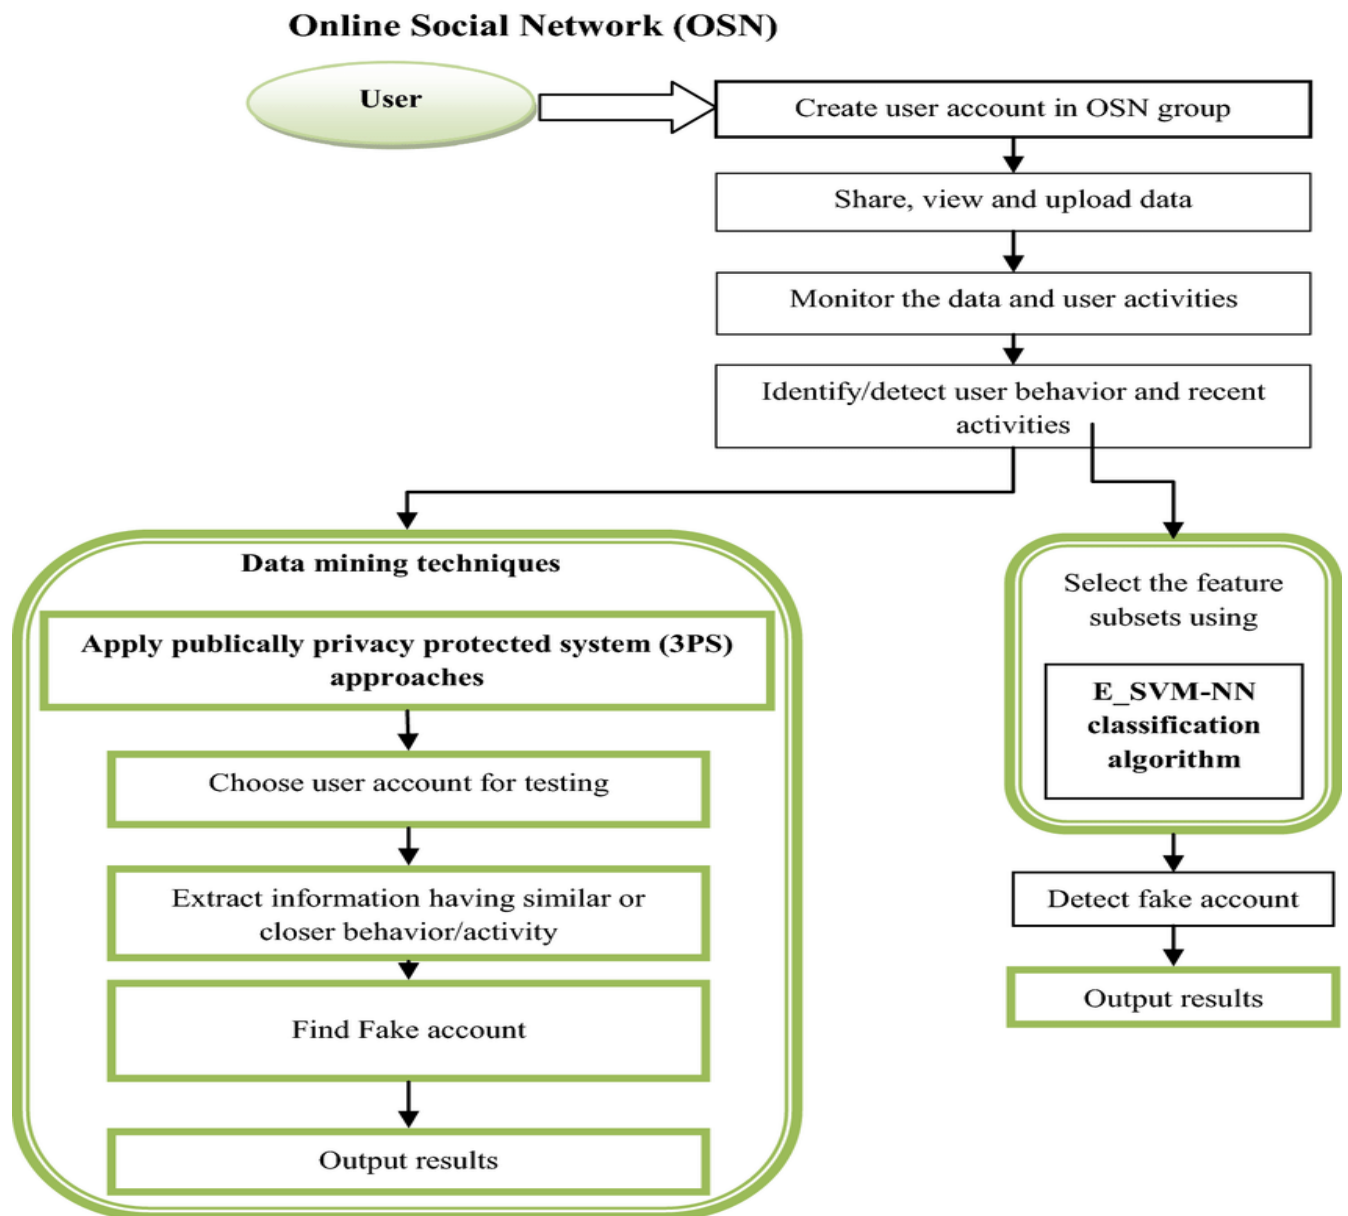 Online Social Network (OSN)
User
Create user account in OSN group
Share, view and upload data
Monitor the data and user activities
Identify/detect user behavior and recent
activities
Data mining techniques
Apply publically privacy protected system (3PS)
approaches
Choose user account for testing
Extract information having similar or
closer behavior/activity
Find Fake account
Output results
Select the feature
subsets using
E_SVM-NN
classification
algorithm
Detect fake account
Output results